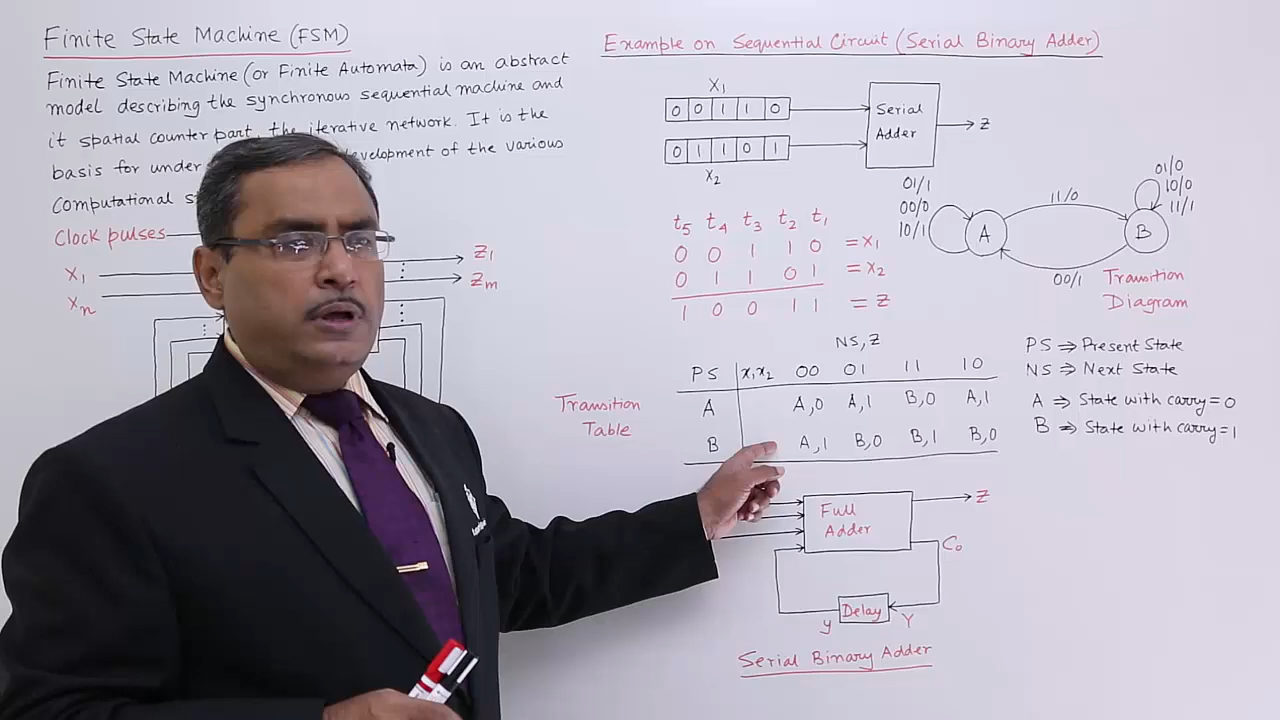 Finite State Machine (FSM)
Finite State Machine (or Finite Automata) is an abstract
model describing the synchronous sequential machine and
it spatial counter part, the iterative network. It is the
basis for under evelopment of the various
Computational s
Clock pulses
X1
Xn
Z1
Zm
Example on Sequential Circuit (Serial Binary Adder)
X1
0 0 1 1 0
0 1 1 0 1
X2
Serial
Adder
Z
t5 t4 t3 t2 t1
0 0 1 1 0 = X1
0 1 1 0 1 = X2
1 0 0 1 1 = Z
01/1
00/0
10/1
A
11/0
B
01/0
10/0
11/1
00/1
Transition
Diagram
NS, Z
PS x1x2 00 01 11 10
A A,0 A,1 B,0 A,1
B A,1 B,0 B,1 B,0
Transition
Table
PS ⇒ Present State
NS ⇒ Next State
A ⇒ State with carry = 0
B ⇒ State with carry = 1
Full
Adder
Z
C0
Delay
y
Y
Serial Binary Adder